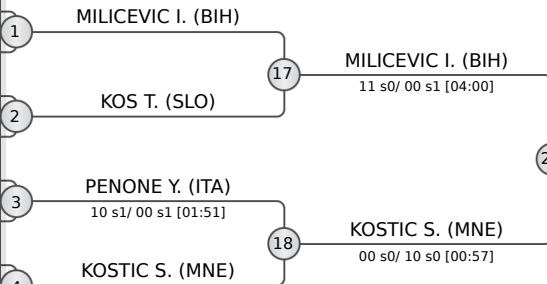 MILICEVIC I. (BIH)
1
17
MILICEVIC I. (BIH)
11 s0/ 00 s1 [04:00]
KOS T. (SLO)
2
PENONE Y. (ITA)
3
10 s1/ 00 s1 [01:51]
18
KOSTIC S. (MNE)
00 s0/ 10 s0 [00:57]
KOSTIC S. (MNE)